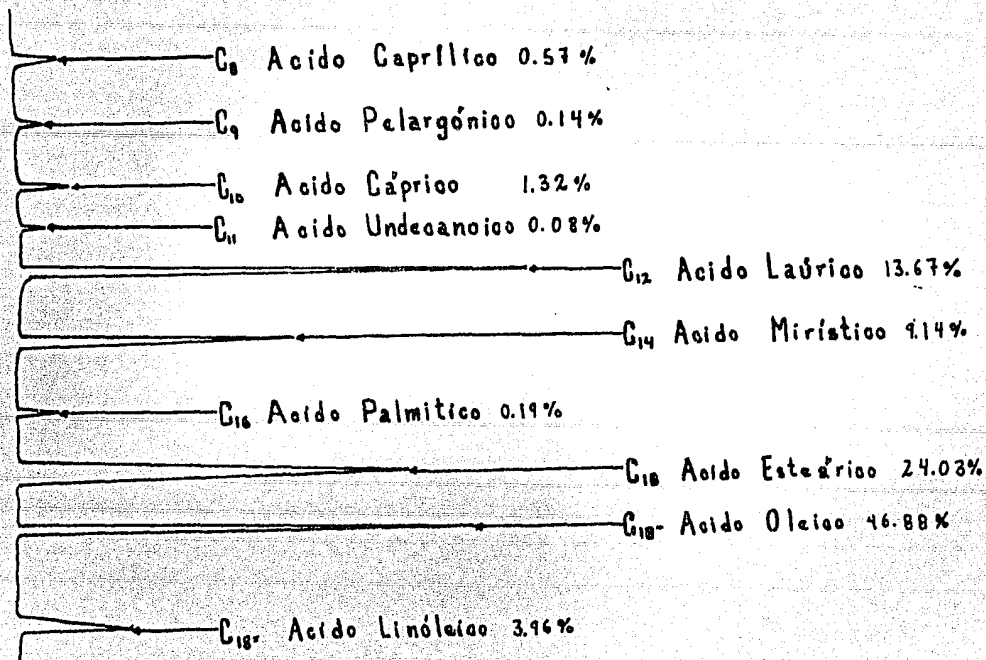 C₈ Acido Caprílico 0.57%
C₉ Acido Pelargónico 0.14%
C₁₀ Acido Cáprico 1.32%
C₁₁ Acido Undecanoico 0.08%
C₁₂ Acido Laúrico 13.67%
C₁₄ Acido Mirístico 9.14%
C₁₆ Acido Palmitico 0.19%
C₁₈ Acido Esteárico 24.03%
C₁₈- Acido Oleico 46.88%
C₁₈= Acido Linóleico 3.96%